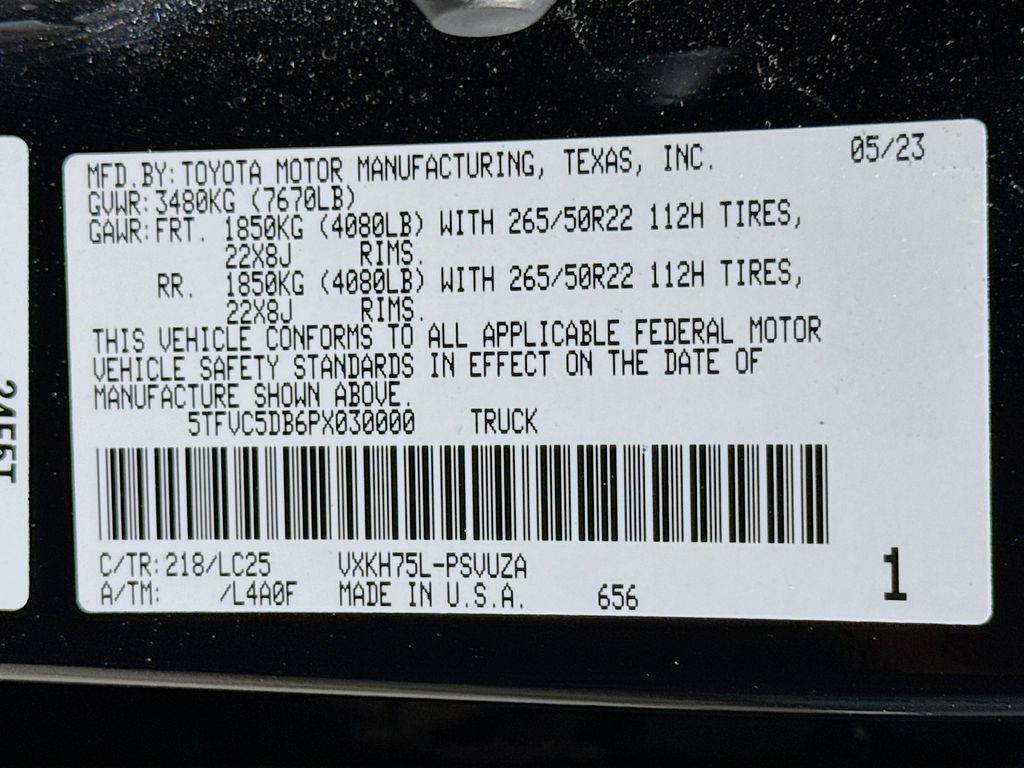 MFD.BY: TOYOTA MOTOR MANUFACTURING, TEXAS, INC. 05/23
GVWR: 3480KG (7670LB)
GAWR: FRT. 1850KG (4080LB) WITH 265/50R22 112H TIRES,
22X8J RIMS.
RR. 1850KG (4080LB) WITH 265/50R22 112H TIRES,
22X8J RIMS.
THIS VEHICLE CONFORMS TO ALL APPLICABLE FEDERAL MOTOR
VEHICLE SAFETY STANDARDS IN EFFECT ON THE DATE OF
MANUFACTURE SHOWN ABOVE.
5TFVC5DB6PX030000 TRUCK
C/TR: 218/LC25 VXKH75L-PSVUZA
A/TM: /L4A0F MADE IN U.S.A. 656 1